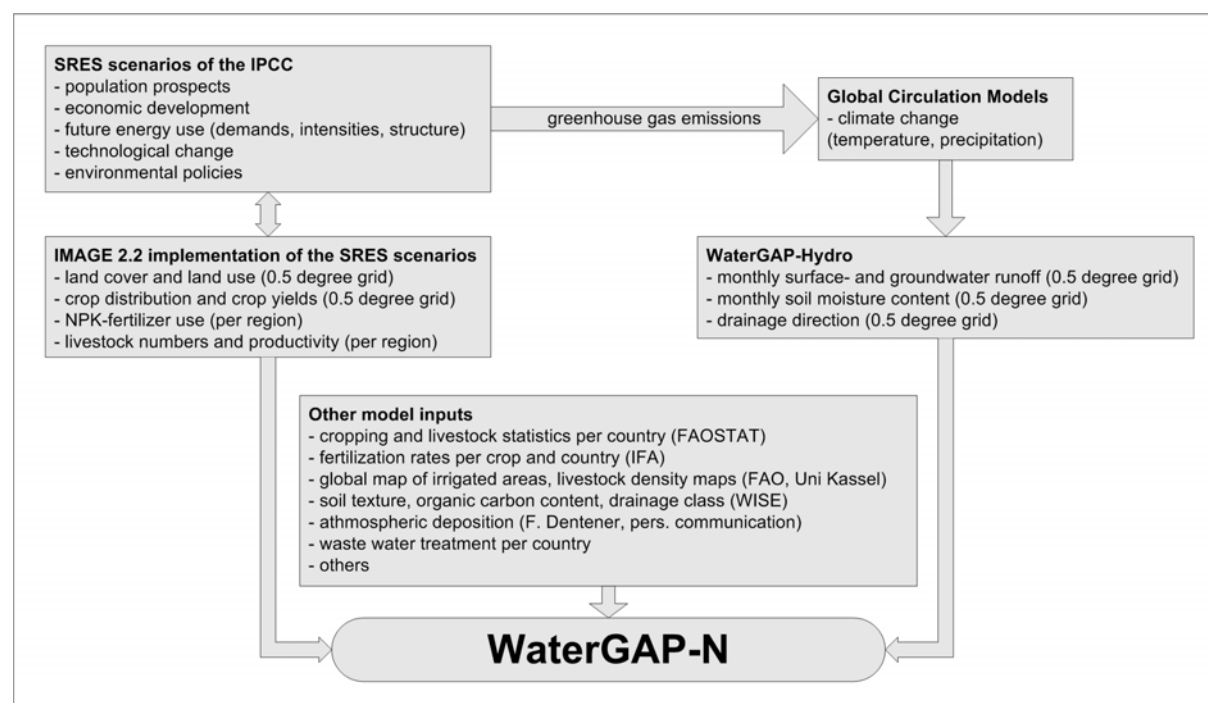 SRES scenarios of the IPCC
- population prospects
- economic development
- future energy use (demands, intensities, structure)
- technological change
- environmental policies
greenhouse gas emissions
Global Circulation Models
- climate change
(temperature, precipitation)
IMAGE 2.2 implementation of the SRES scenarios
- land cover and land use (0.5 degree grid)
- crop distribution and crop yields (0.5 degree grid)
- NPK-fertilizer use (per region)
- livestock numbers and productivity (per region)
WaterGAP-Hydro
- monthly surface- and groundwater runoff (0.5 degree grid)
- monthly soil moisture content (0.5 degree grid)
- drainage direction (0.5 degree grid)
Other model inputs
- cropping and livestock statistics per country (FAOSTAT)
- fertilization rates per crop and country (IFA)
- global map of irrigated areas, livestock density maps (FAO, Uni Kassel)
- soil texture, organic carbon content, drainage class (WISE)
- athmospheric deposition (F. Dentener, pers. communication)
- waste water treatment per country
- others
WaterGAP-N